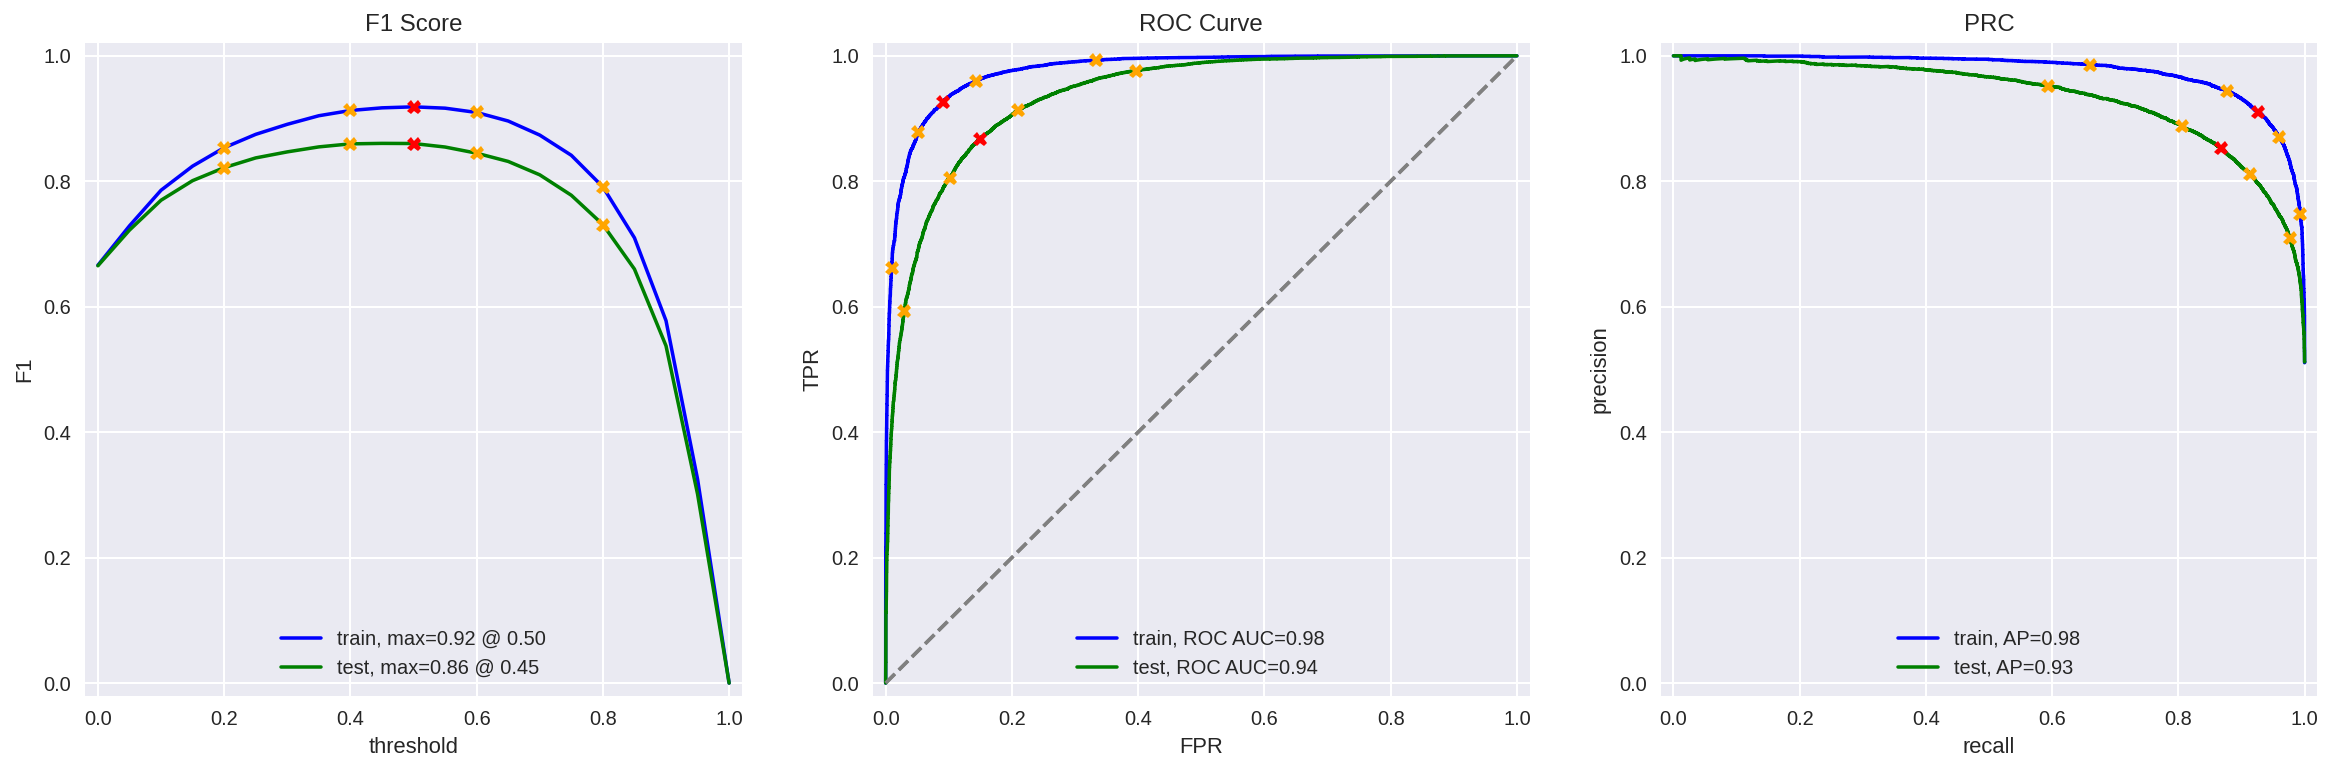 F1 Score
1.0
0.8
0.6
0.4
0.2
0.0
F1
train, max=0.92 @ 0.50
test, max=0.86 @ 0.45
0.0 0.2 0.4 0.6 0.8 1.0
threshold
ROC Curve
1.0
0.8
0.6
0.4
0.2
0.0
TPR
train, ROC AUC=0.98
test, ROC AUC=0.94
0.0 0.2 0.4 0.6 0.8 1.0
FPR
PRC
1.0
0.8
0.6
0.4
0.2
0.0
precision
train, AP=0.98
test, AP=0.93
0.0 0.2 0.4 0.6 0.8 1.0
recall